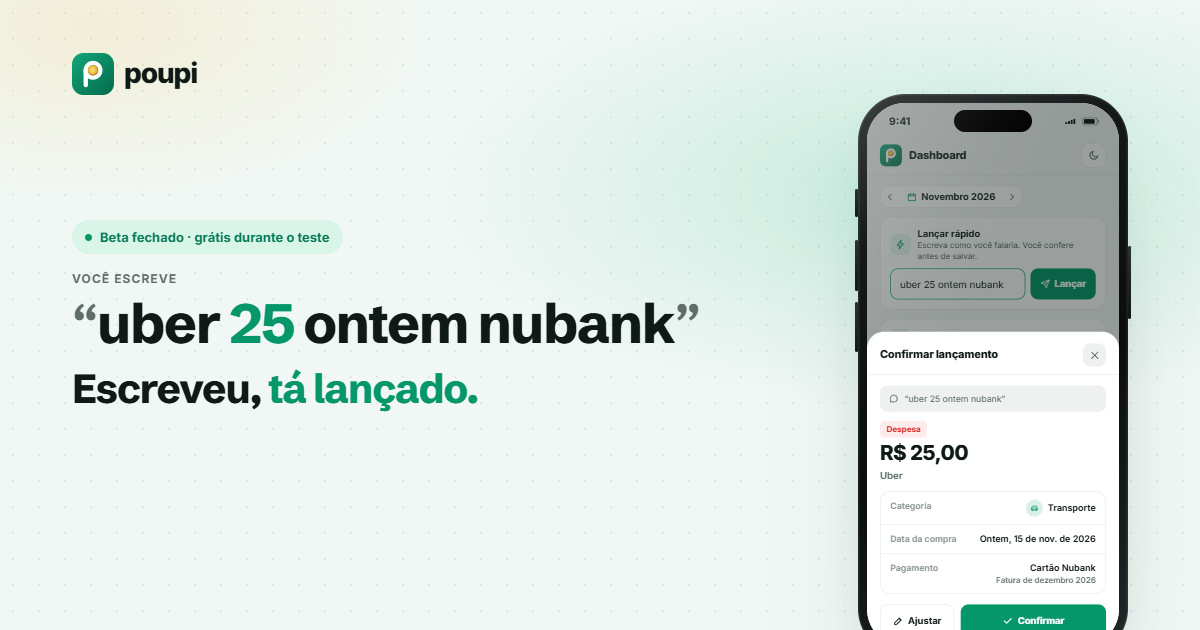 poupi
Beta fechado · grátis durante o teste
VOCÊ ESCREVE
“uber 25 ontem nubank”
Escreveu, tá lançado.
9:41
Dashboard
Novembro 2026
Lançar rápido
Escreva como você falaria. Você confere
antes de salvar.
uber 25 ontem nubank
Lançar
Confirmar lançamento
“uber 25 ontem nubank”
Despesa
R$ 25,00
Uber
Categoria
Transporte
Data da compra
Ontem, 15 de nov. de 2026
Pagamento
Cartão Nubank
Fatura de dezembro 2026
Ajustar
Confirmar